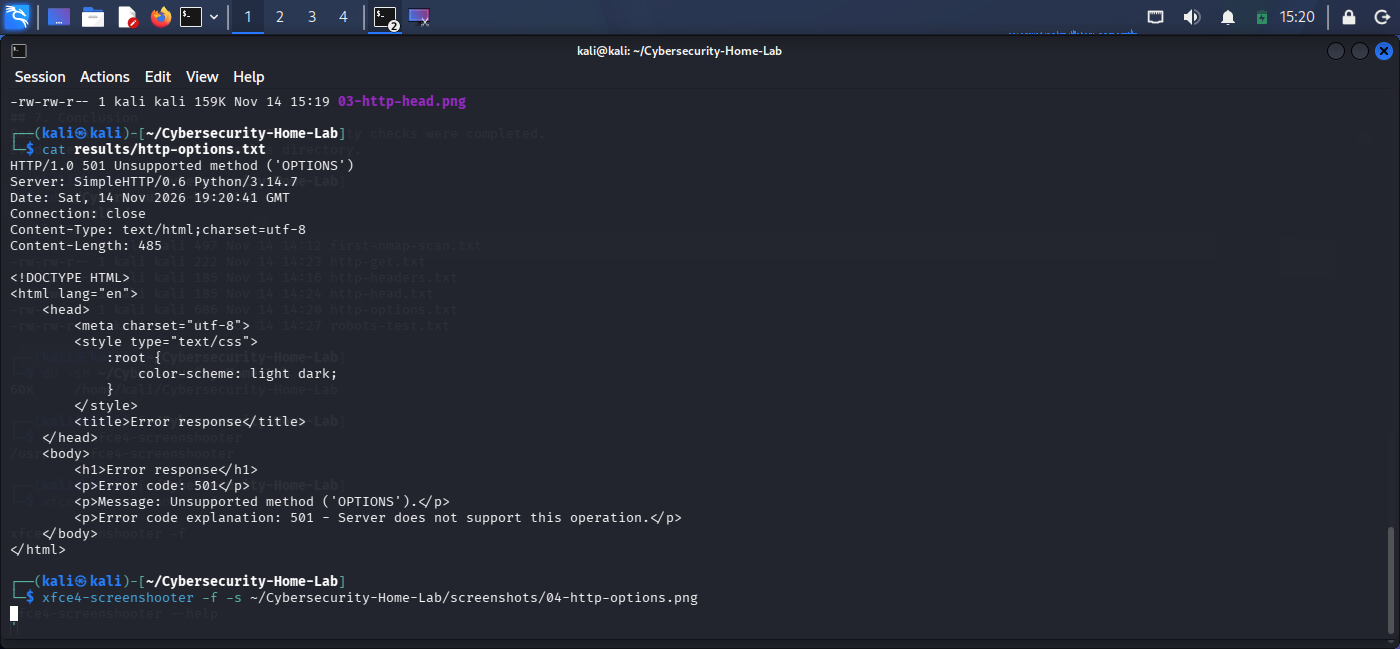 1 2 3 4 2 15:20
kali@kali: ~/Cybersecurity-Home-Lab
Session Actions Edit View Help
-rw-rw-r-- 1 kali kali 159K Nov 14 15:19 03-http-head.png
┌──(kali㉿kali)-[~/Cybersecurity-Home-Lab]
└─$ cat results/http-options.txt
HTTP/1.0 501 Unsupported method ('OPTIONS')
Server: SimpleHTTP/0.6 Python/3.14.7
Date: Sat, 14 Nov 2026 19:20:41 GMT
Connection: close
Content-Type: text/html;charset=utf-8
Content-Length: 485
<!DOCTYPE HTML>
<html lang="en">
    <head>
        <meta charset="utf-8">
        <style type="text/css">
            :root {
                color-scheme: light dark;
            }
        </style>
        <title>Error response</title>
    </head>
    <body>
        <h1>Error response</h1>
        <p>Error code: 501</p>
        <p>Message: Unsupported method ('OPTIONS').</p>
        <p>Error code explanation: 501 - Server does not support this operation.</p>
    </body>
</html>
┌──(kali㉿kali)-[~/Cybersecurity-Home-Lab]
└─$ xfce4-screenshooter -f -s ~/Cybersecurity-Home-Lab/screenshots/04-http-options.png